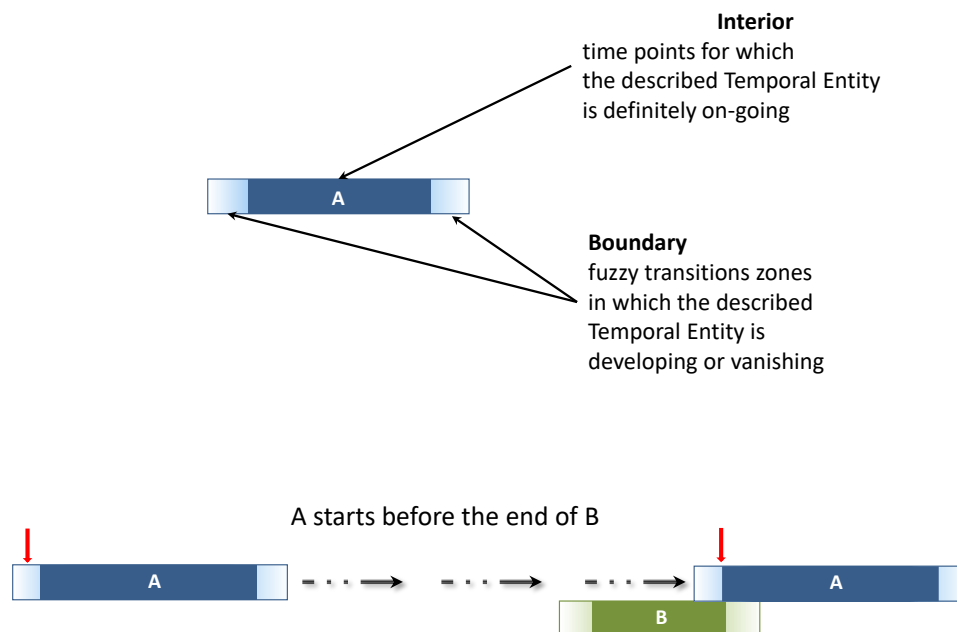 Interior
time points for which
the described Temporal Entity
is definitely on-going
A
Boundary
fuzzy transitions zones
in which the described
Temporal Entity is
developing or vanishing
A starts before the end of B
A
A
B